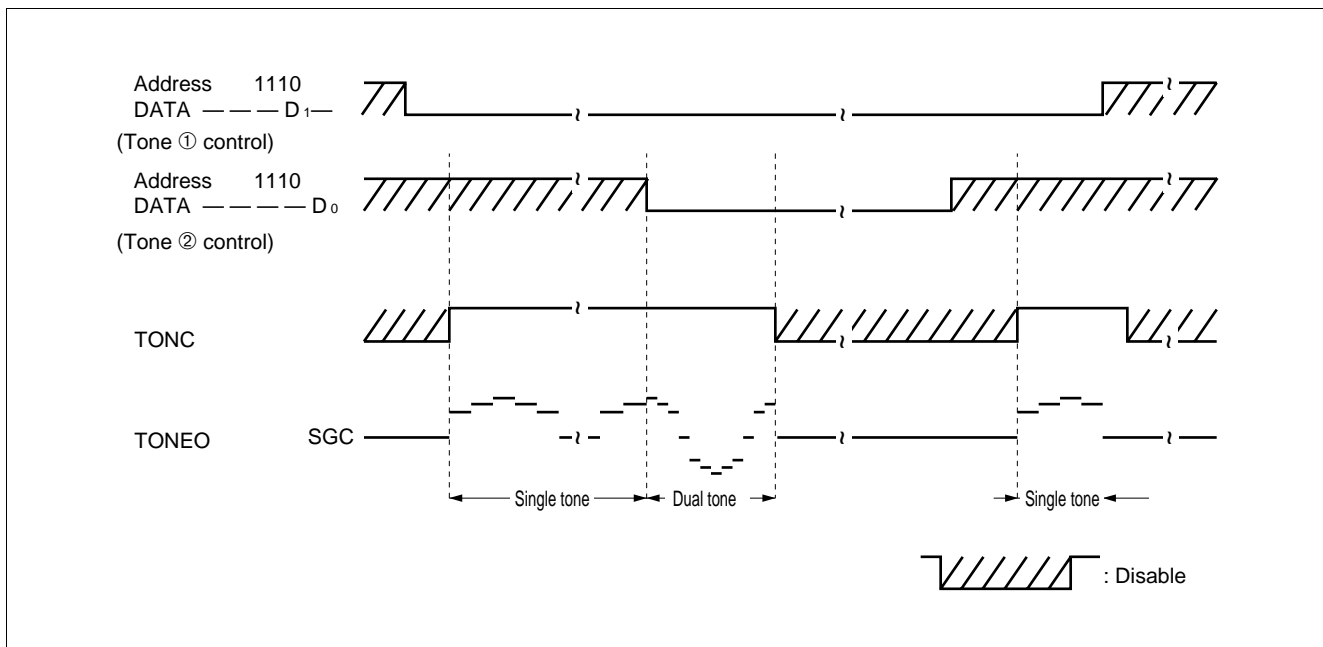 Address 1110
DATA — — — D1—
(Tone ① control)
Address 1110
DATA — — — — D0
(Tone ② control)
TONC
TONEO SGC
Single tone Dual tone Single tone
: Disable